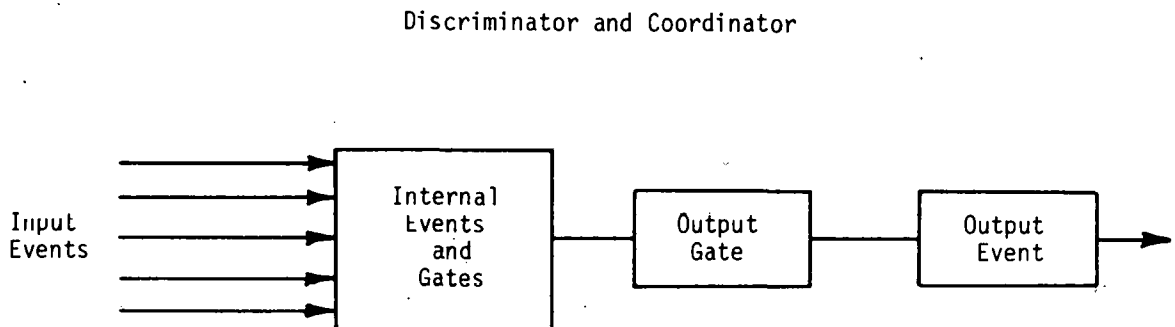 Discriminator and Coordinator
Input
Events
Internal
Events
and
Gates
Output
Gate
Output
Event